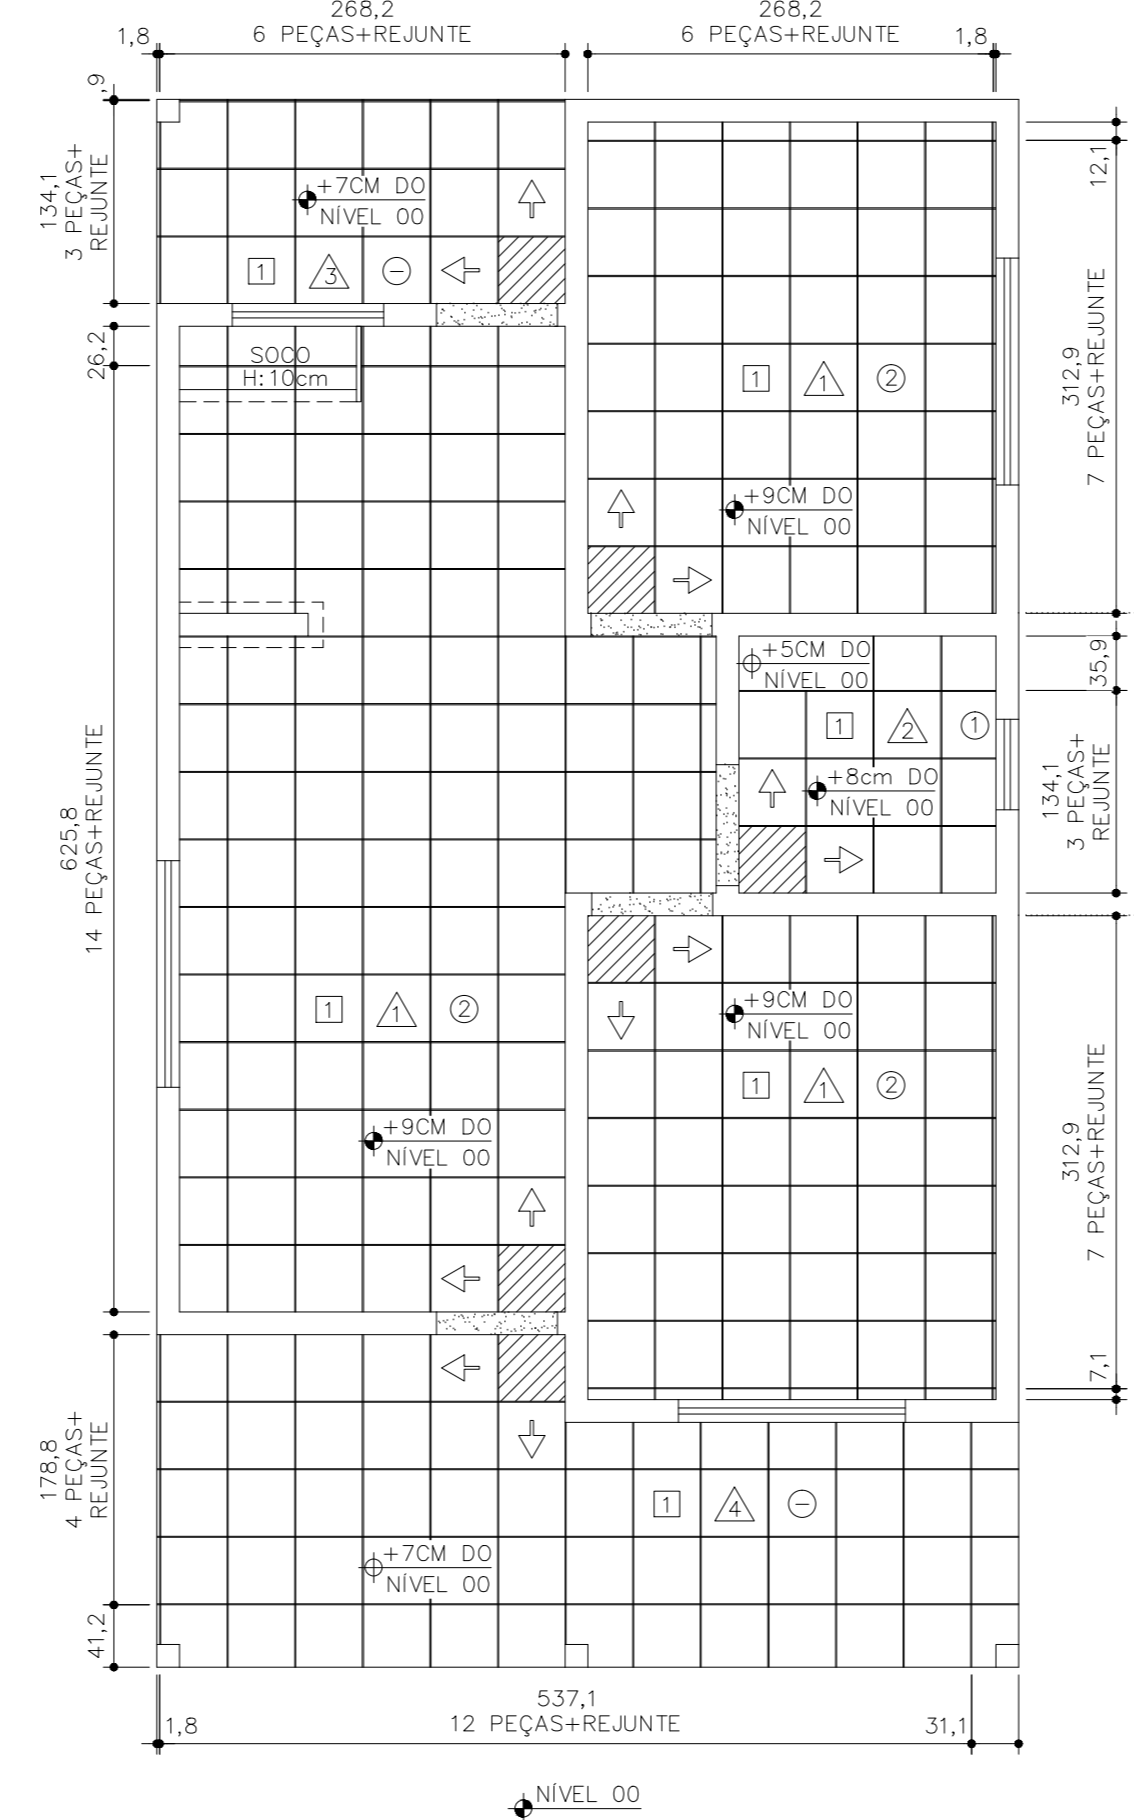 268,2
6 PEÇAS+REJUNTE
1,8
268,2
6 PEÇAS+REJUNTE
1,8
,9
134,1
3 PEÇAS+
REJUNTE
+7CM DO
NÍVEL 00
1
3
−
12,1
26,2
SOCO
H:10cm
312,9
7 PEÇAS+REJUNTE
1
1
2
+9CM DO
NÍVEL 00
+5CM DO
NÍVEL 00
35,9
1
2
1
+8cm DO
NÍVEL 00
134,1
3 PEÇAS+
REJUNTE
625,8
14 PEÇAS+REJUNTE
1
1
2
+9CM DO
NÍVEL 00
+9CM DO
NÍVEL 00
1
1
2
312,9
7 PEÇAS+REJUNTE
7,1
178,8
4 PEÇAS+
REJUNTE
1
4
−
+7CM DO
NÍVEL 00
41,2
1,8
537,1
12 PEÇAS+REJUNTE
31,1
NÍVEL 00